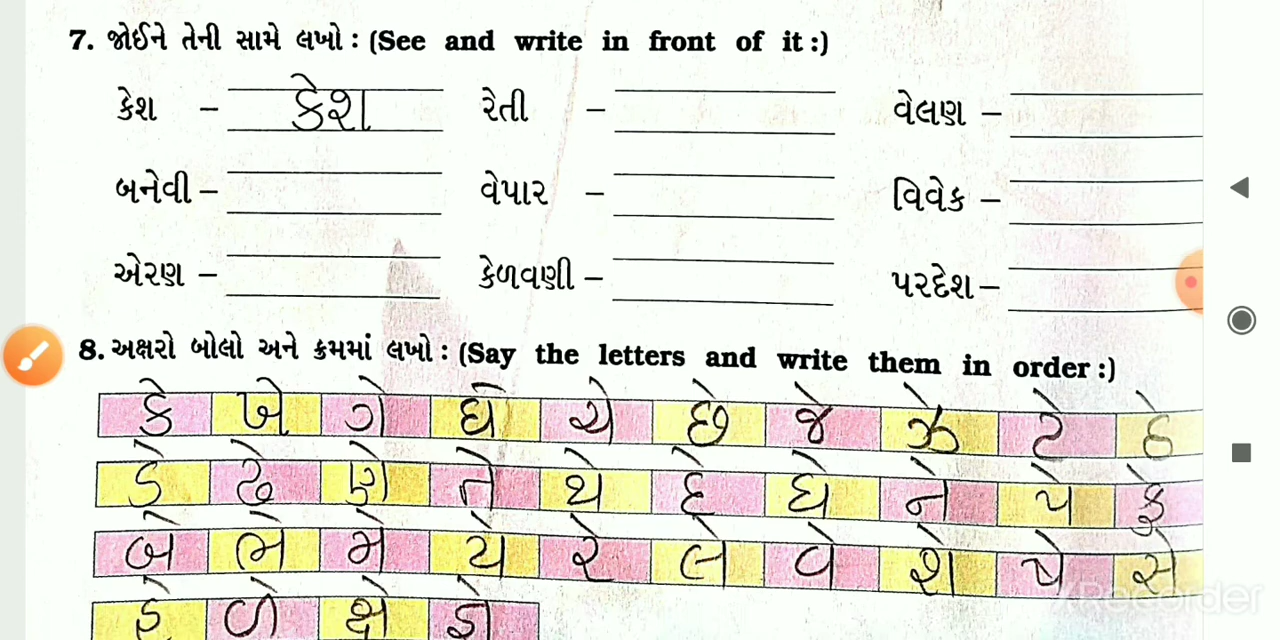 7. જોઈને તેની સામે લખો : (See and write in front of it :)
કેશ – કેશ રેતી – વેલણ –
બનેવી – વેપાર – વિવેક –
એરણ – કેળવણી – પરદેશ –
8. અક્ષરો બોલો અને ક્રમમાં લખો : (Say the letters and write them in order :)
કે ખે ગે ઘે ચે છે જે ઝે ટે ઠે
ડે ઢે ણે તે થે દે ધે ને પે ફે
બે ભે મે યે રે લે વે શે ષે સે
હે ળે ક્ષે જ્ઞે
XRecorder